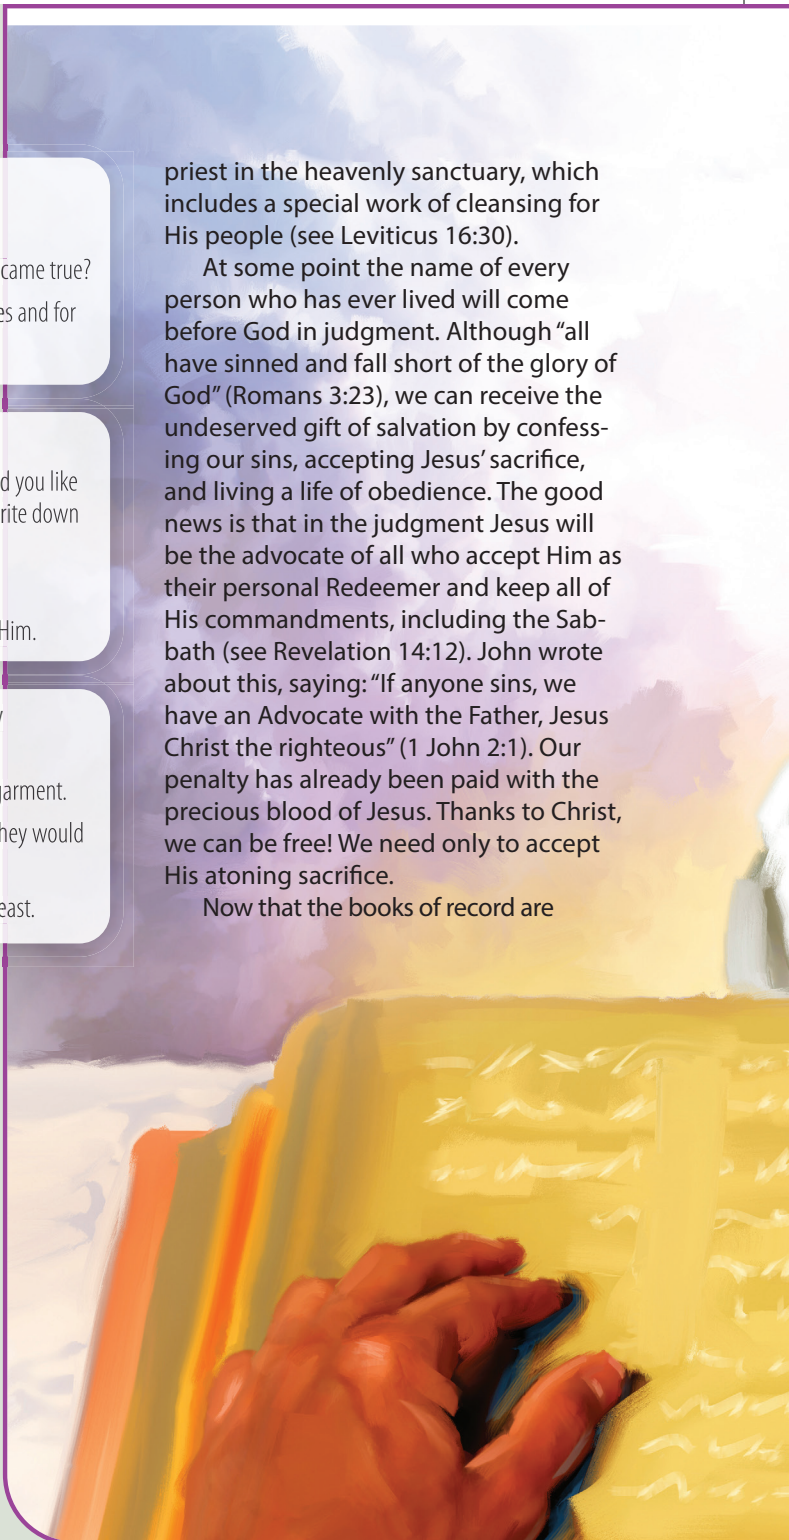 came true?
es and for
d you like
rite down
Him.
y
garment.
hey would
east.
priest in the heavenly sanctuary, which
includes a special work of cleansing for
His people (see Leviticus 16:30).
At some point the name of every
person who has ever lived will come
before God in judgment. Although “all
have sinned and fall short of the glory of
God” (Romans 3:23), we can receive the
undeserved gift of salvation by confess-
ing our sins, accepting Jesus’ sacrifice,
and living a life of obedience. The good
news is that in the judgment Jesus will
be the advocate of all who accept Him as
their personal Redeemer and keep all of
His commandments, including the Sab-
bath (see Revelation 14:12). John wrote
about this, saying: “If anyone sins, we
have an Advocate with the Father, Jesus
Christ the righteous” (1 John 2:1). Our
penalty has already been paid with the
precious blood of Jesus. Thanks to Christ,
we can be free! We need only to accept
His atoning sacrifice.
Now that the books of record are